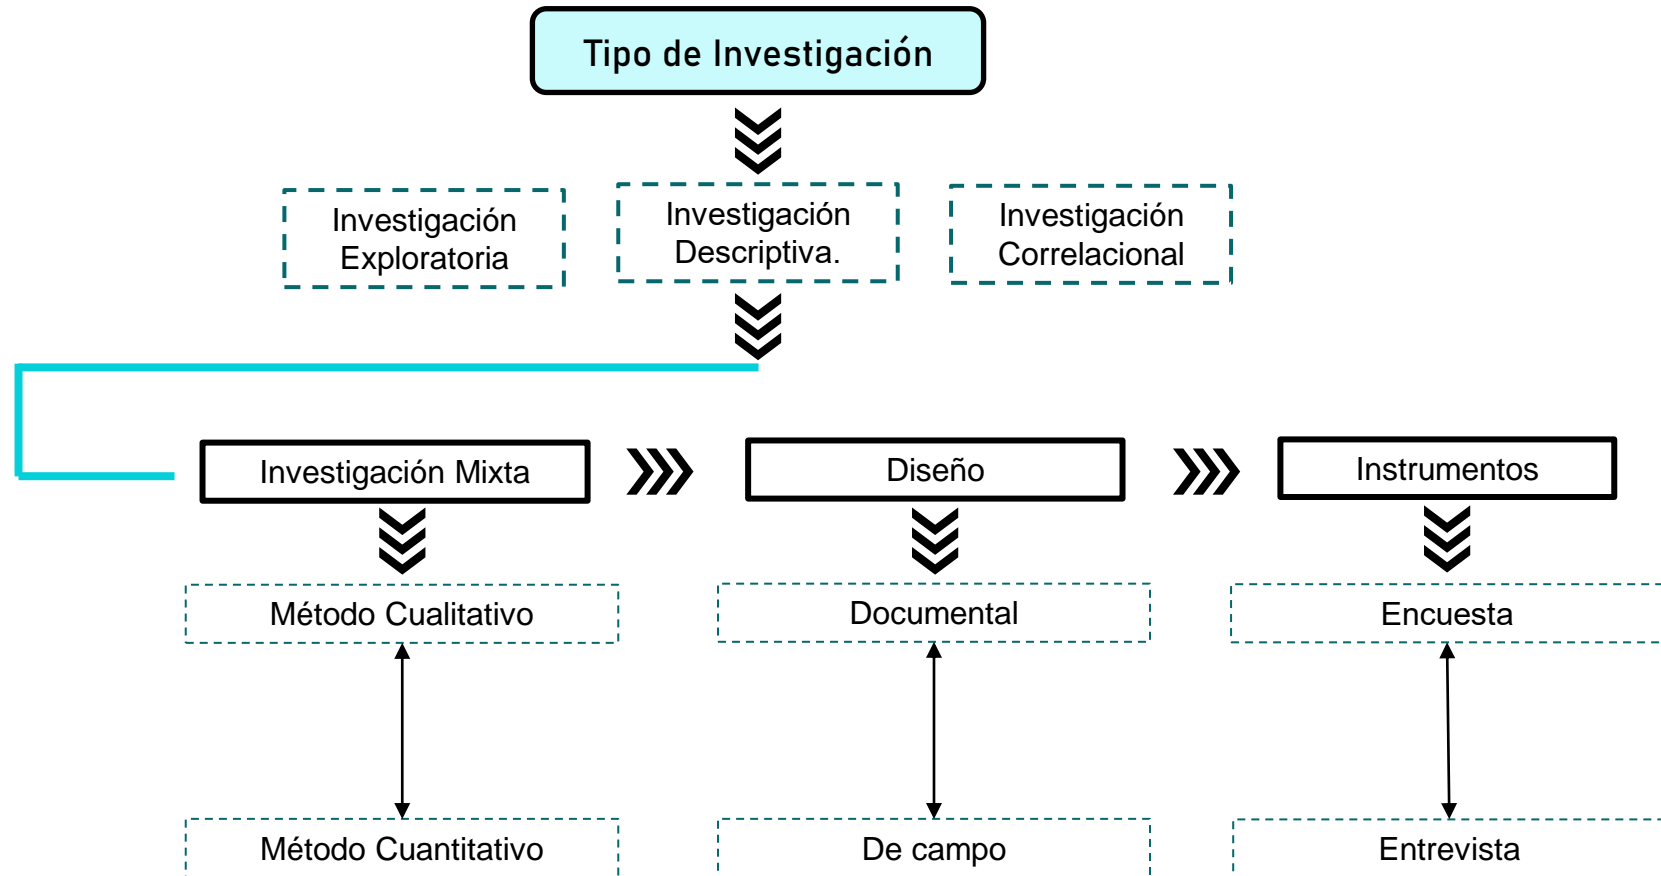 Tipo de Investigación
Investigación
Exploratoria
Investigación
Descriptiva.
Investigación
Correlacional
Investigación Mixta
Diseño
Instrumentos
Método Cualitativo
Documental
Encuesta
Método Cuantitativo
De campo
Entrevista